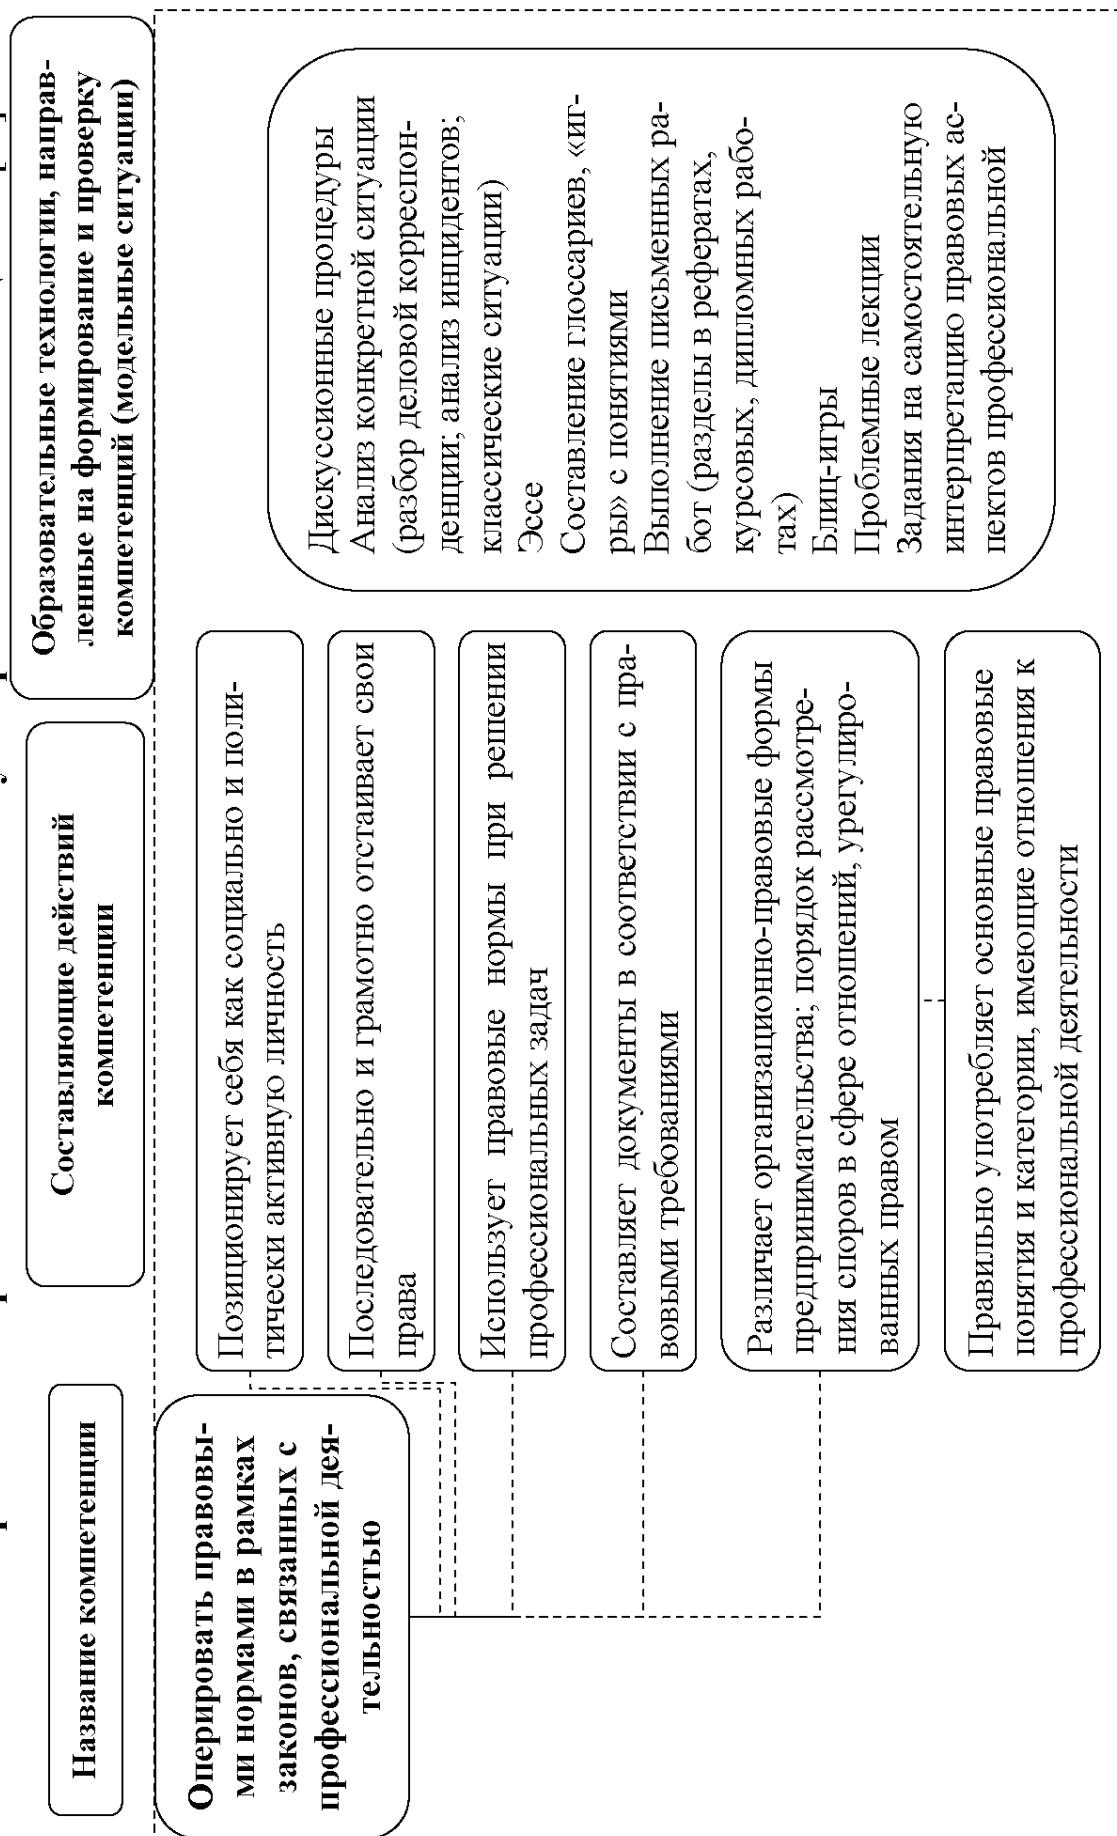 Название компетенции
Составляющие действий
компетенции
Образовательные технологии, направ-
ленные на формирование и проверку
компетенций (модельные ситуации)
Оперировать правовы-
ми нормами в рамках
законов, связанных с
профессиональной дея-
тельностью
Позиционирует себя как социально и поли-
тически активную личность
Последовательно и грамотно отстаивает свои
права
Использует правовые нормы при решении
профессиональных задач
Составляет документы в соответствии с пра-
вовыми требованиями
Различает организационно-правовые формы
предпринимательства; порядок рассмотре-
ния споров в сфере отношений, урегулиро-
ванных правом
Правильно употребляет основные правовые
понятия и категории, имеющие отношения к
профессиональной деятельности
Дискуссионные процедуры
Анализ конкретной ситуации
(разбор деловой корреспон-
денции; анализ инцидентов;
классические ситуации)
Эссе
Составление глоссариев, «иг-
ры» с понятиями
Выполнение письменных ра-
бот (разделы в рефератах,
курсовых, дипломных рабо-
тах)
Блиц-игры
Проблемные лекции
Задания на самостоятельную
интерпретацию правовых ас-
пектов профессиональной